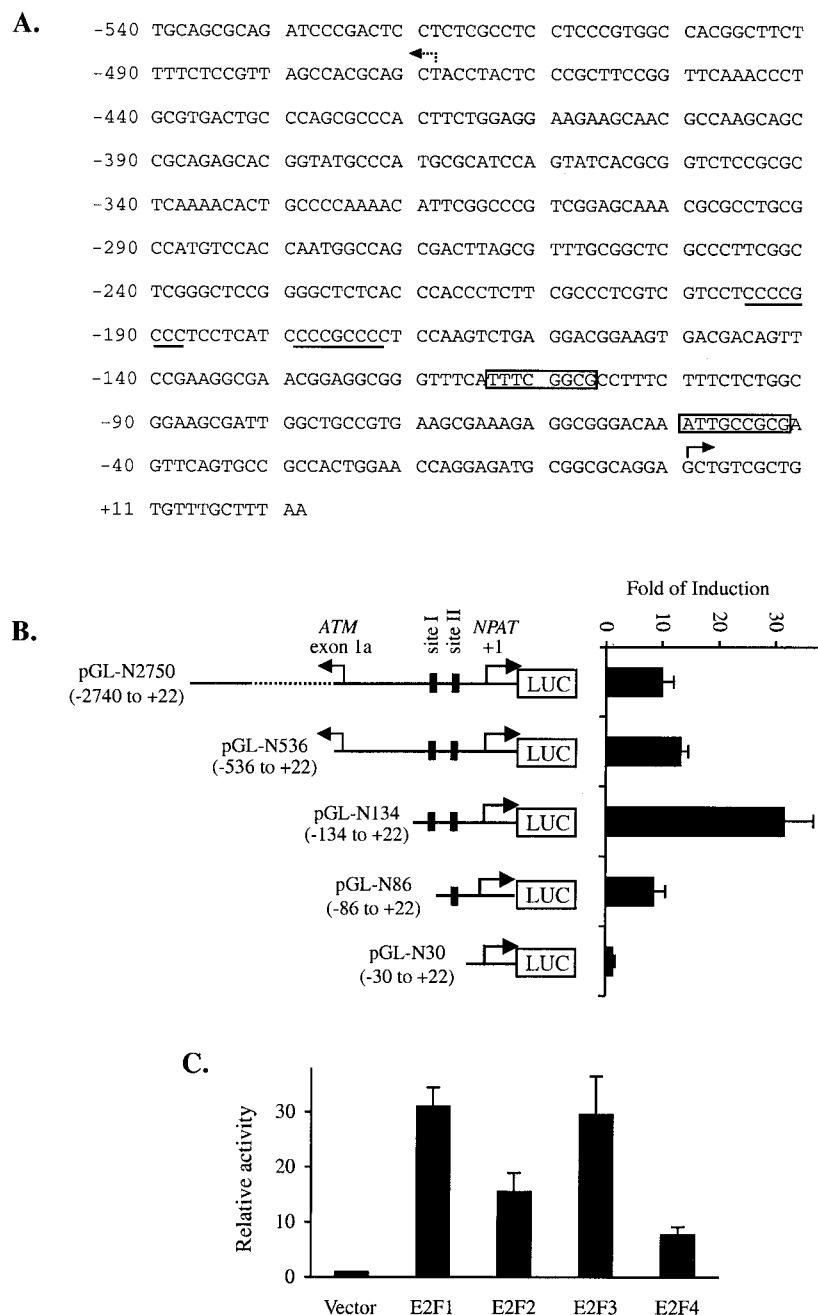 A.
-540 TGCAGCGCAG ATCCCGACTC CTCTCGCCTC CTCCCGTGGC CACGGCTTCT
-490 TTTCTCCGTT AGCCACGCAG CTACCTACTC CCGCTTCCGG TTCAAACCCT
-440 GCGTGACTGC CCAGCGCCCA CTTCTGGAGG AAGAAGCAAC GCCAAGCAGC
-390 CGCAGAGCAC GGTATGCCCA TGCGCATCCA GTATCACGCG GTCTCCGCGC
-340 TCAAAACACT GCCCCAAAAC ATTCGGCCCG TCGGAGCAAA CGCGCCTGCG
-290 CCATGTCCAC CAATGGCCAG CGACTTAGCG TTTGCGGCTC GCCCTTCGGC
-240 TCGGGCTCCG GGGCTCTCAC CCACCCTCTT CGCCCTCGTC GTCCTCCCCG
-190 CCCTCCTCATC CCCGCCCCT CCAAGTCTGA GGACGGAAGT GACGACAGTT
-140 CCGAAGGCGA ACGGAGGCGG GTTTCATTTC GGCGCCTTTC TTTCTCTGGC
-90 GGAAGCGATT GGCTGCCGTG AAGCGAAAGA GGCGGGACAA ATTGCCGCGA
-40 GTTCAGTGCC GCCACTGGAA CCAGGAGATG CGGCGCAGGA GCTGTCGCTG
+11 TGTTTGCTTT AA
Fold of Induction
B.
0 10 20 30
ATM
exon 1a
site I
site II
NPAT
+1
pGL-N2750
(-2740 to +22)
LUC
pGL-N536
(-536 to +22)
LUC
pGL-N134
(-134 to +22)
LUC
pGL-N86
(-86 to +22)
LUC
pGL-N30
(-30 to +22)
LUC
C.
Relative activity
30
20
10
0
Vector E2F1 E2F2 E2F3 E2F4